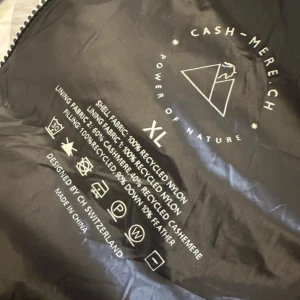 CASH-MERE.CH
POWER OF NATURE
XL
SHELL FABRIC: 100% RECYCLED NYLON
LINING FABRIC 1: 100% RECYCLED NYLON
LINING FABRIC 2: 60% CASHMERE 40% RECYCLED CASHEMERE
FILLING: 100% RECYCLED: 90% DOWN 10% FEATHER
DESIGNED BY CH SWITZERLAND
MADE IN CHINA